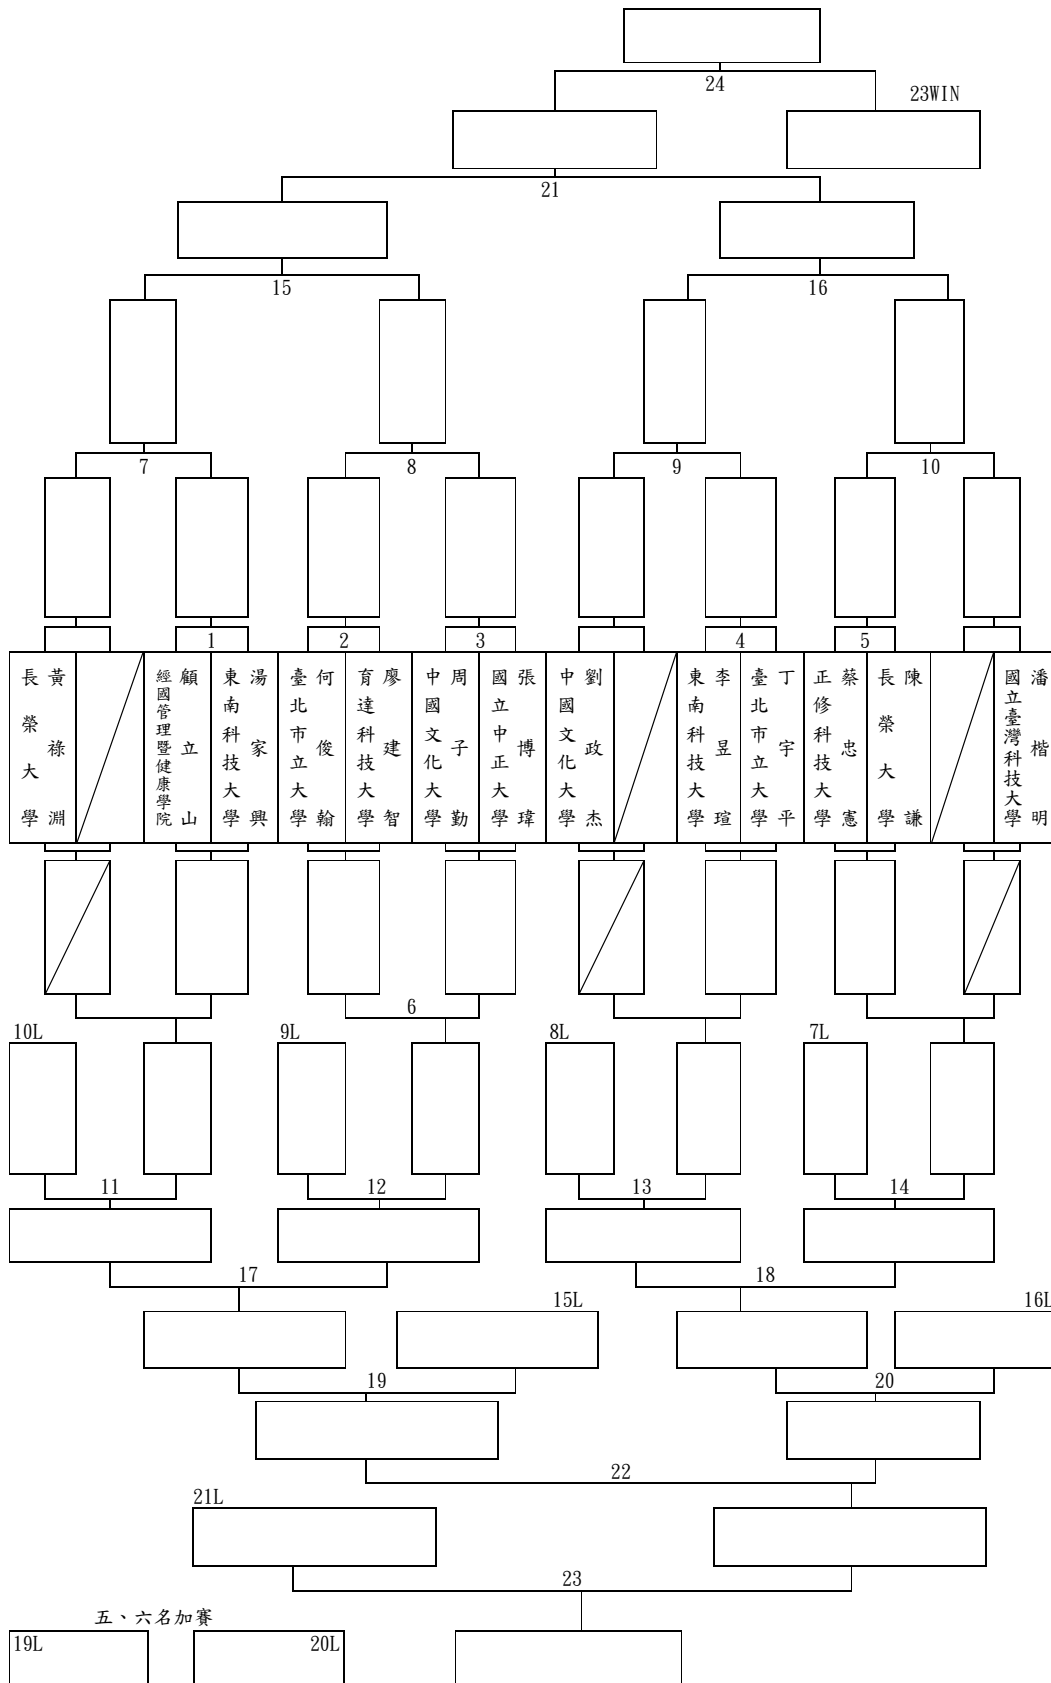 24
23WIN
21
15
16
7
8
9
10
1
2
3
4
5
長榮大學
黃祿淵
經國管理暨健康學院
顧立山
東南科技大學
湯家興
臺北市立大學
何俊翰
育達科技大學
廖建智
中國文化大學
周子勤
國立中正大學
張博瑋
中國文化大學
劉政杰
東南科技大學
李昱瑄
臺北市立大學
丁宇平
正修科技大學
蔡忠憲
長榮大學
陳謙
國立臺灣科技大學
潘楷明
6
10L
9L
8L
7L
11
12
13
14
17
18
15L
16L
19
20
22
21L
23
五、六名加賽
19L
20L